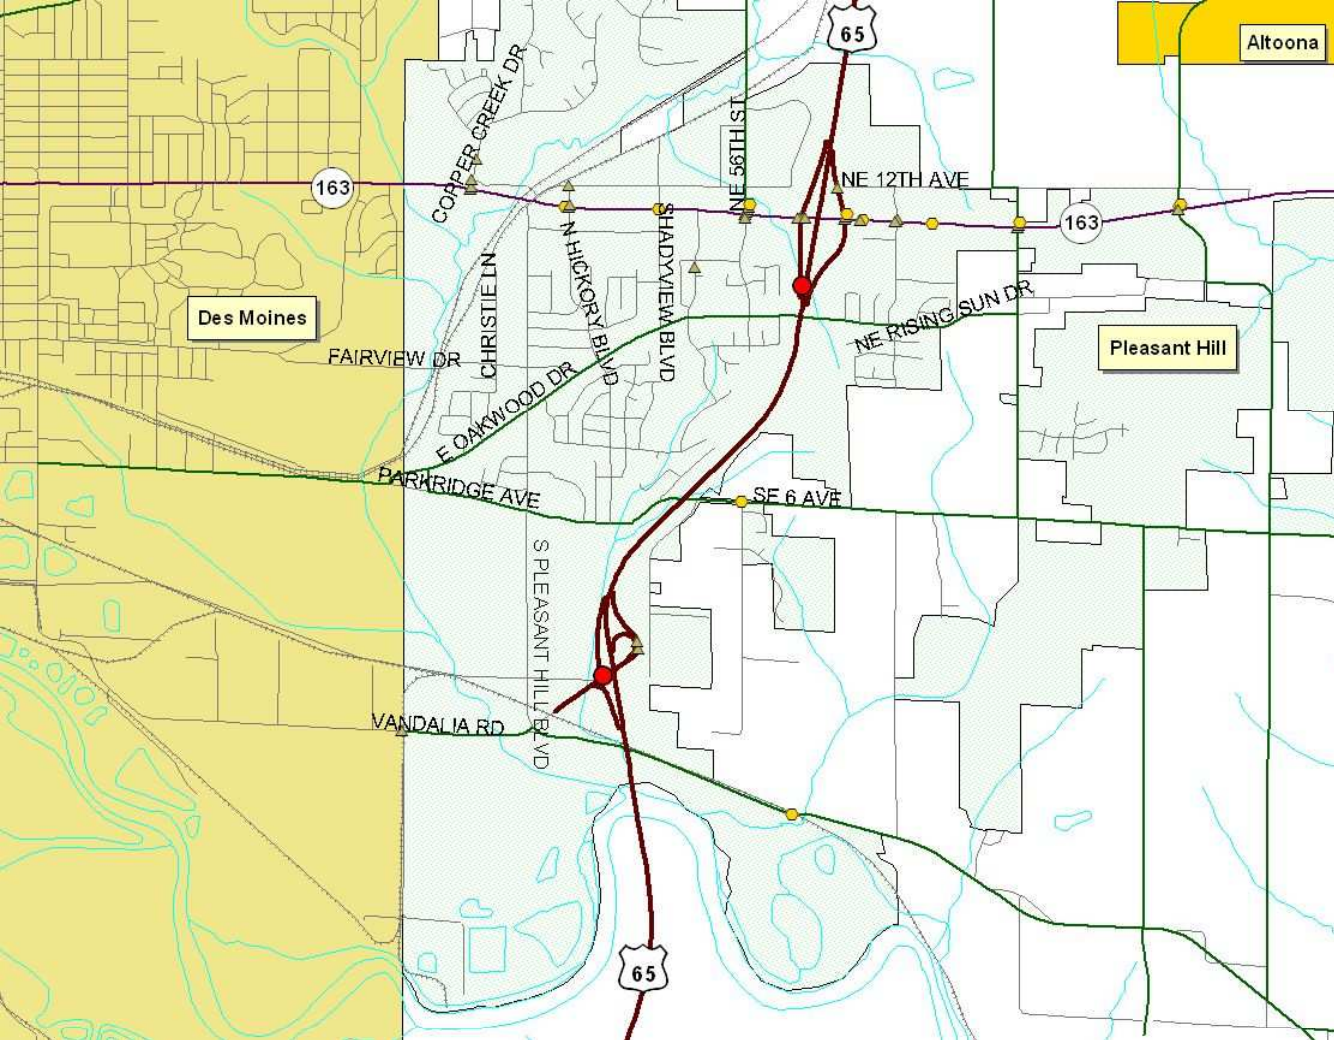 65
Altoona
COPPER CREEK DR
NE 56TH ST
163
NE 12TH AVE
163
CHRISTIE LN
N HICKORY BLVD
SHADYVIEW BLVD
Des Moines
NE RISING SUN DR
Pleasant Hill
FAIRVIEW DR
E OAKWOOD DR
PARKRIDGE AVE
SE 6 AVE
S PLEASANT HILL BLVD
VANDALIA RD
65